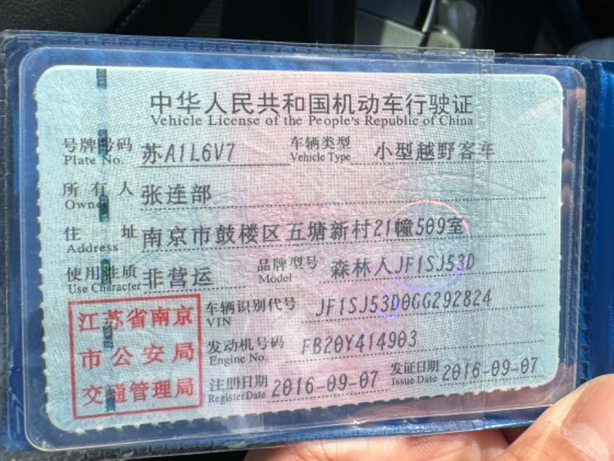 中华人民共和国机动车行驶证
Vehicle License of the People's Republic of China
号牌号码 苏A1L6V7 车辆类型 小型越野客车
Plate No. Vehicle Type
所有人 张连部
Owner
住址 南京市鼓楼区五塘新村21幢509室
Address
使用性质 非营运 品牌型号 森林人JF1SJ53D
Use Character Model
江苏省南京
市公安局
交通管理局
车辆识别代号 JF1SJ53D0GG292824
VIN
发动机号码 FB20Y414903
Engine No.
注册日期 2016-09-07 发证日期 2016-09-07
Register Date Issue Date